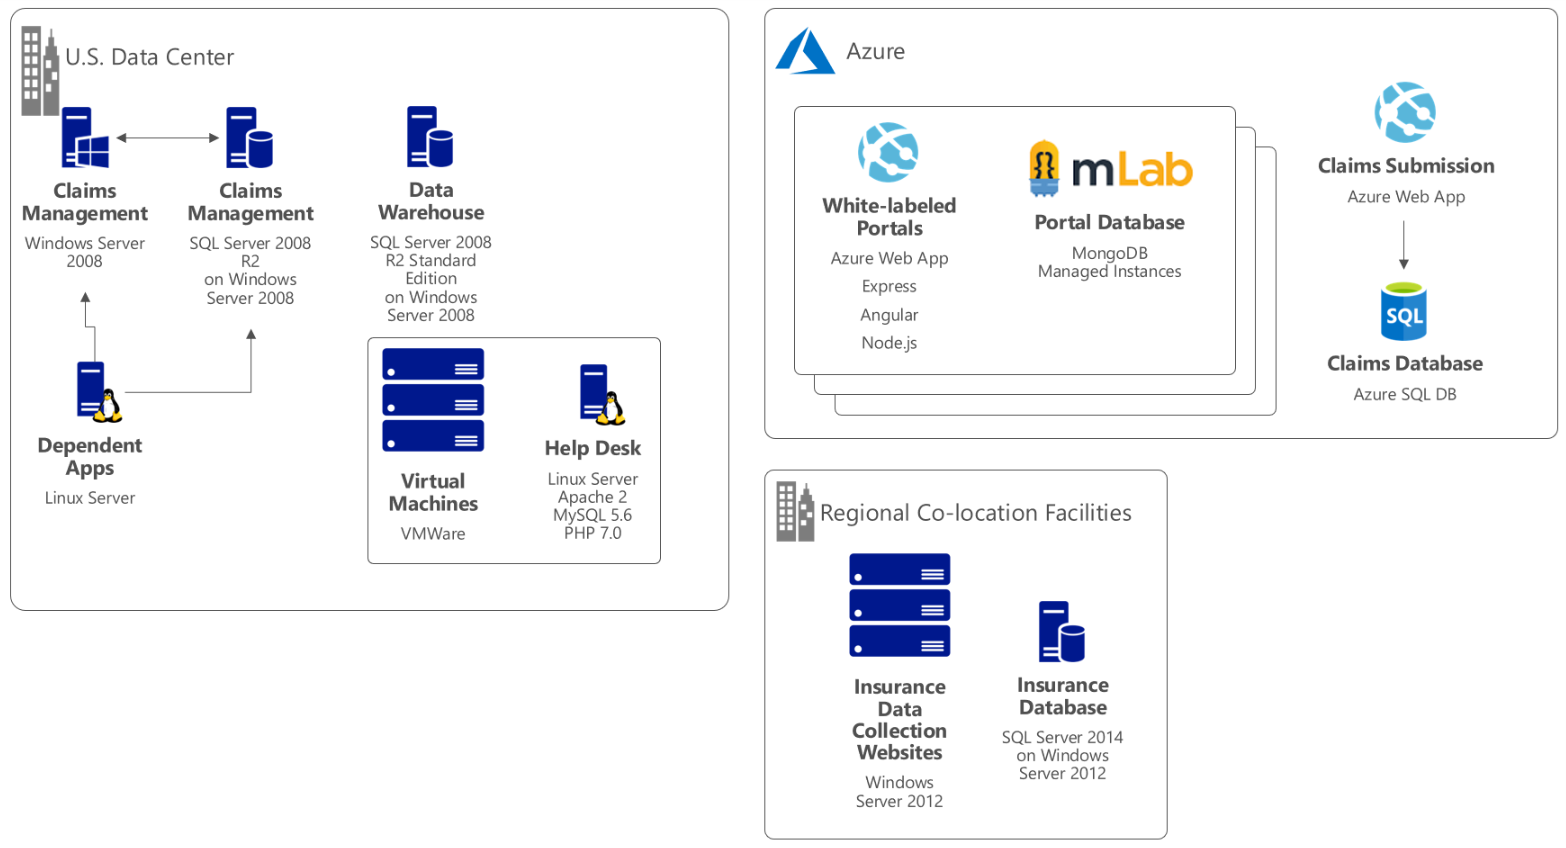 U.S. Data Center
Claims
Management
Windows Server
2008
Claims
Management
SQL Server 2008
R2
on Windows
Server 2008
Data
Warehouse
SQL Server 2008
R2 Standard
Edition
on Windows
Server 2008
Dependent
Apps
Linux Server
Virtual
Machines
VMWare
Help Desk
Linux Server
Apache 2
MySQL 5.6
PHP 7.0
Azure
White-labeled
Portals
Azure Web App
Express
Angular
Node.js
mLab
Portal Database
MongoDB
Managed Instances
Claims Submission
Azure Web App
SQL
Claims Database
Azure SQL DB
Regional Co-location Facilities
Insurance
Data
Collection
Websites
Windows
Server 2012
Insurance
Database
SQL Server 2014
on Windows
Server 2012